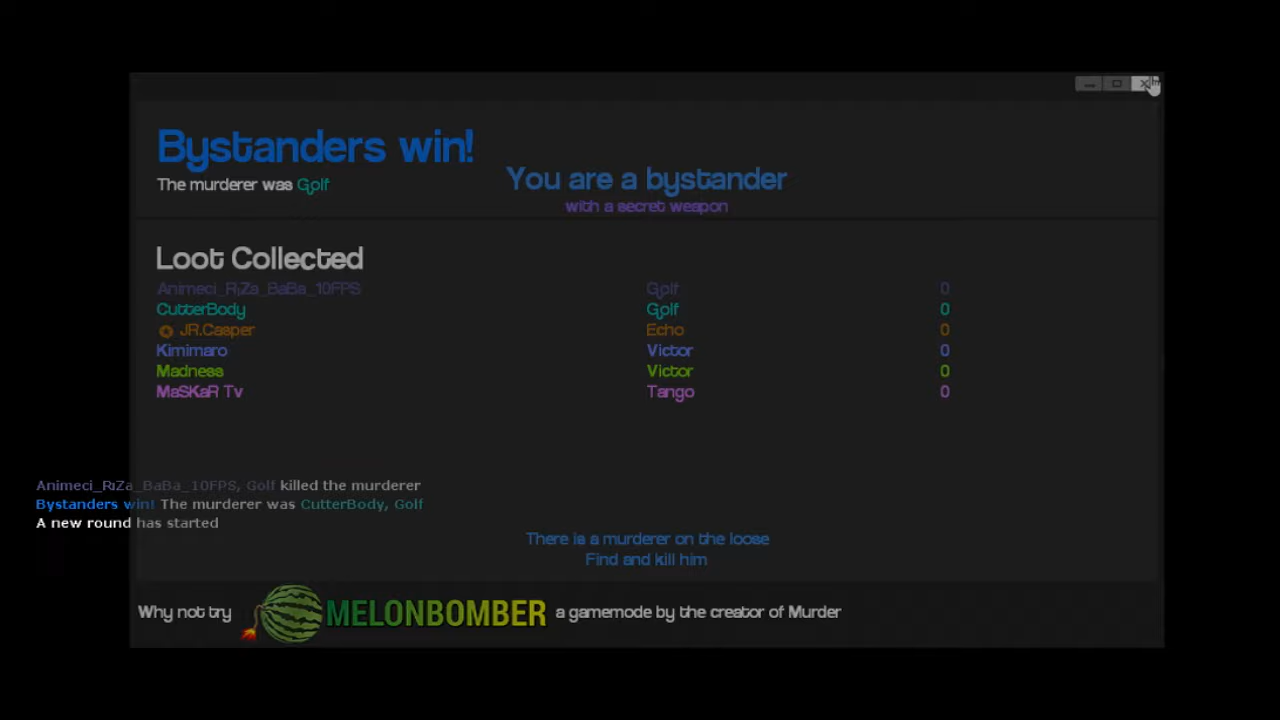 Bystanders win!
The murderer was Golf
You are a bystander
with a secret weapon
Loot Collected
Animeci_RıZa_BaBa_10FPS Golf 0
CutterBody Golf 0
JR.Casper Echo 0
Kimimaro Victor 0
Madness Victor 0
MaSKaR Tv Tango 0
Animeci_RıZa_BaBa_10FPS, Golf killed the murderer
Bystanders win! The murderer was CutterBody, Golf
A new round has started
There is a murderer on the loose
Find and kill him
Why not try MELONBOMBER a gamemode by the creator of Murder